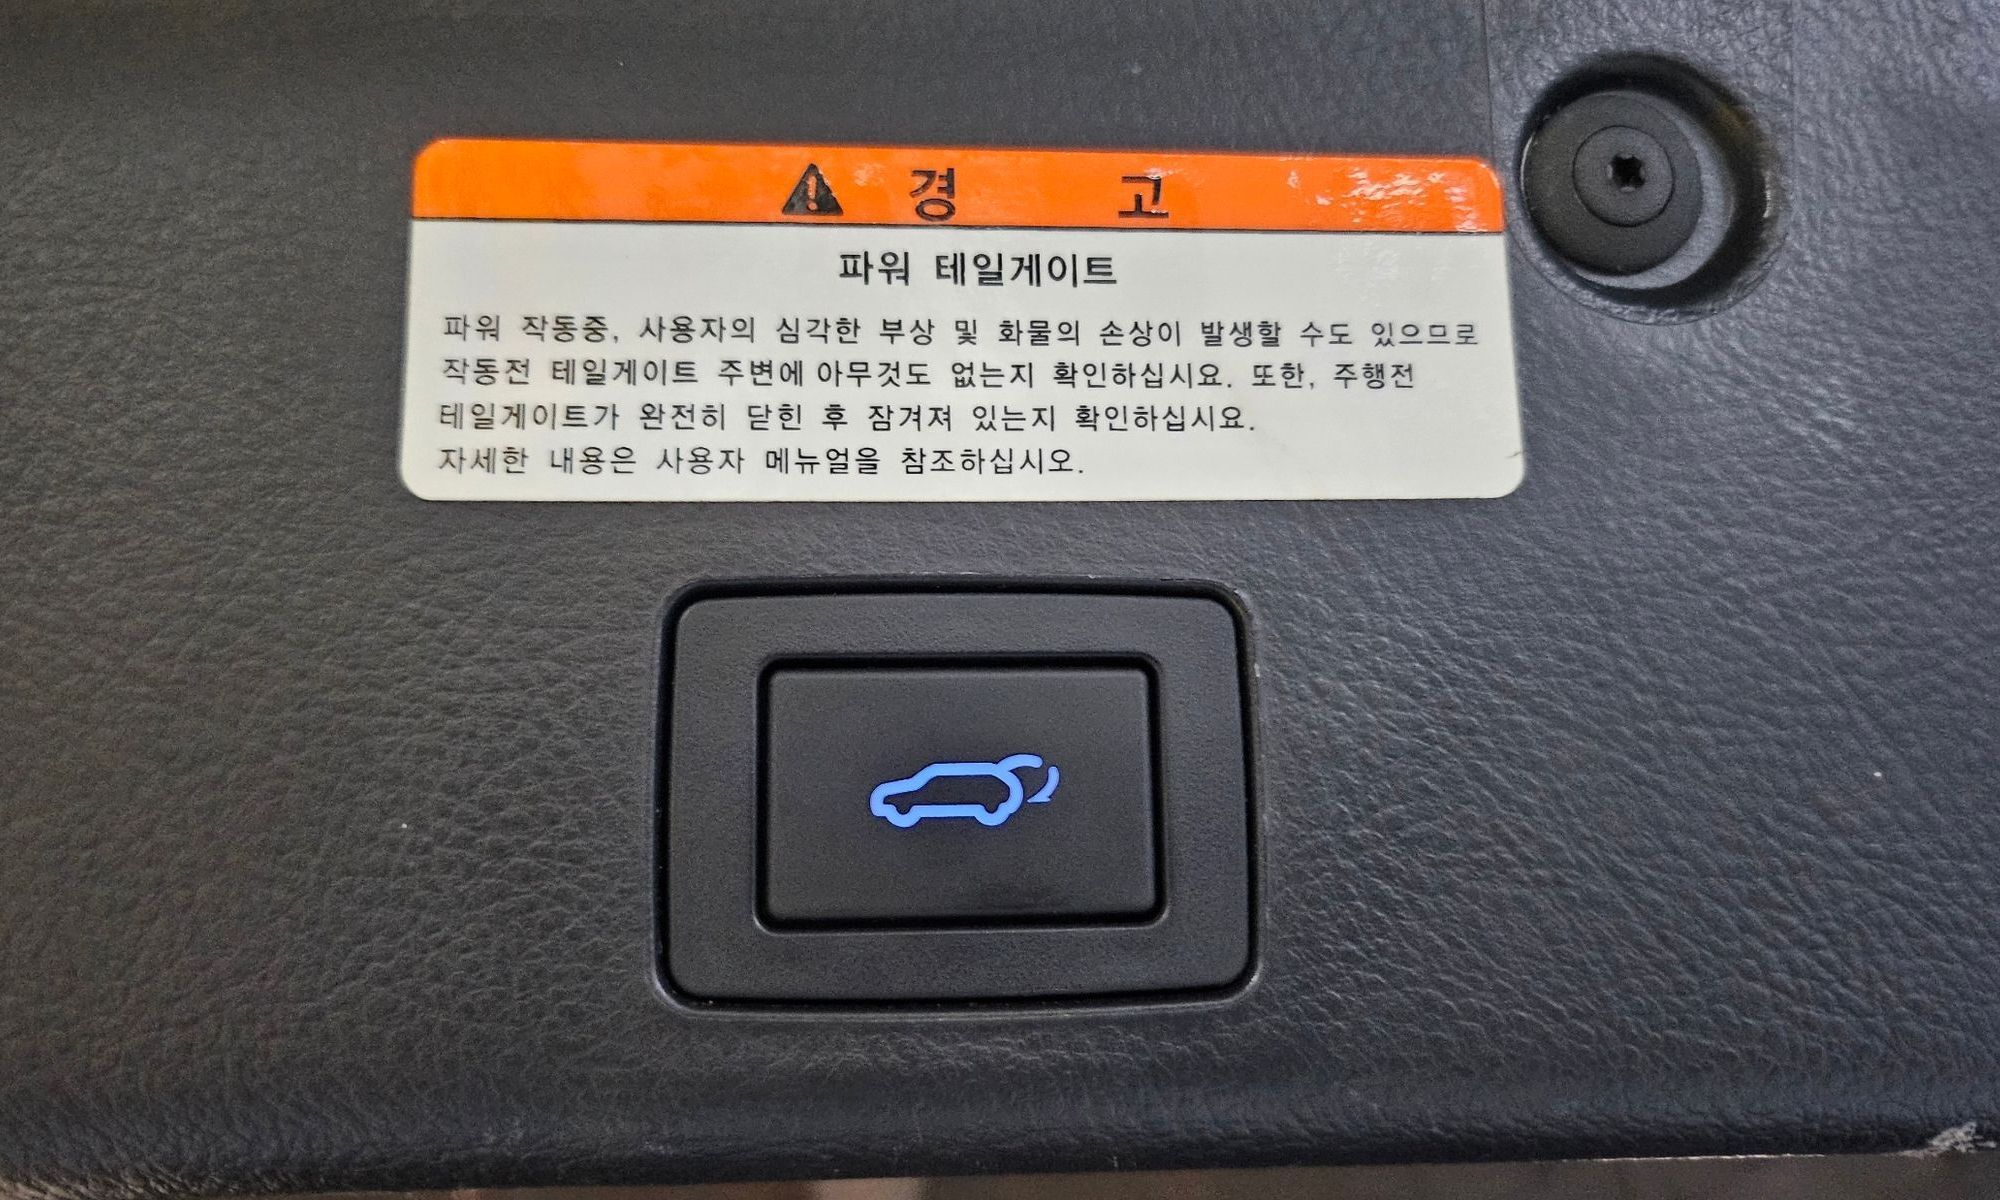 경 고
파워 테일게이트
파워 작동중, 사용자의 심각한 부상 및 화물의 손상이 발생할 수도 있으므로
작동전 테일게이트 주변에 아무것도 없는지 확인하십시요. 또한, 주행전
테일게이트가 완전히 닫힌 후 잠겨져 있는지 확인하십시요.
자세한 내용은 사용자 메뉴얼을 참조하십시오.